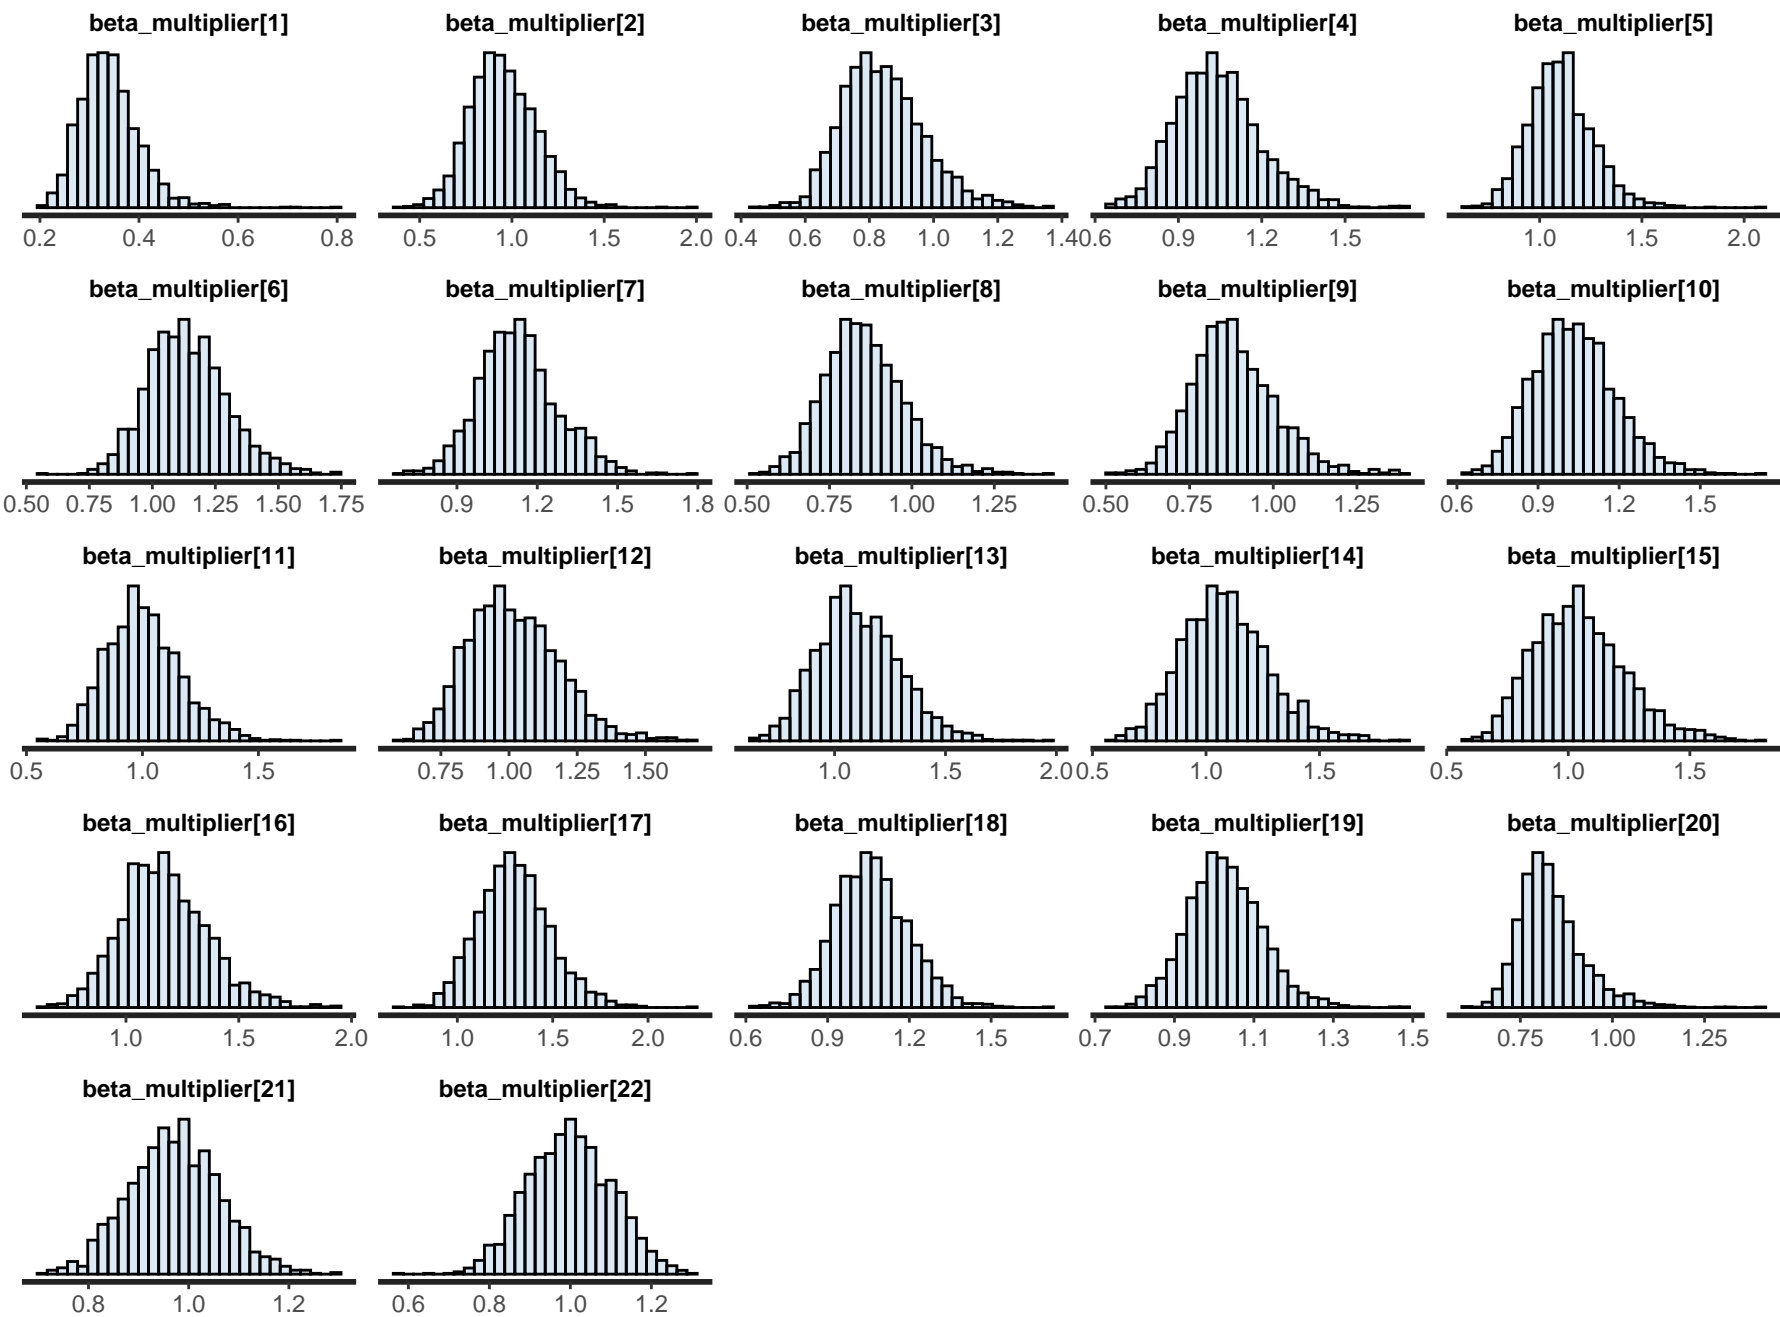 beta_multiplier[1] beta_multiplier[2] beta_multiplier[3] beta_multiplier[4] beta_multiplier[5]
0.2 0.4 0.6 0.8 0.5 1.0 1.5 2.0 0.4 0.6 0.8 1.0 1.2 1.4 0.6 0.9 1.2 1.5 1.0 1.5 2.0
beta_multiplier[6] beta_multiplier[7] beta_multiplier[8] beta_multiplier[9] beta_multiplier[10]
0.50 0.75 1.00 1.25 1.50 1.75 0.9 1.2 1.5 1.8 0.50 0.75 1.00 1.25 0.50 0.75 1.00 1.25 0.6 0.9 1.2 1.5
beta_multiplier[11] beta_multiplier[12] beta_multiplier[13] beta_multiplier[14] beta_multiplier[15]
0.5 1.0 1.5 0.75 1.00 1.25 1.50 1.0 1.5 2.0 0.5 1.0 1.5 0.5 1.0 1.5
beta_multiplier[16] beta_multiplier[17] beta_multiplier[18] beta_multiplier[19] beta_multiplier[20]
1.0 1.5 2.0 1.0 1.5 2.0 0.6 0.9 1.2 1.5 0.7 0.9 1.1 1.3 1.5 0.75 1.00 1.25
beta_multiplier[21] beta_multiplier[22]
0.8 1.0 1.2 0.6 0.8 1.0 1.2